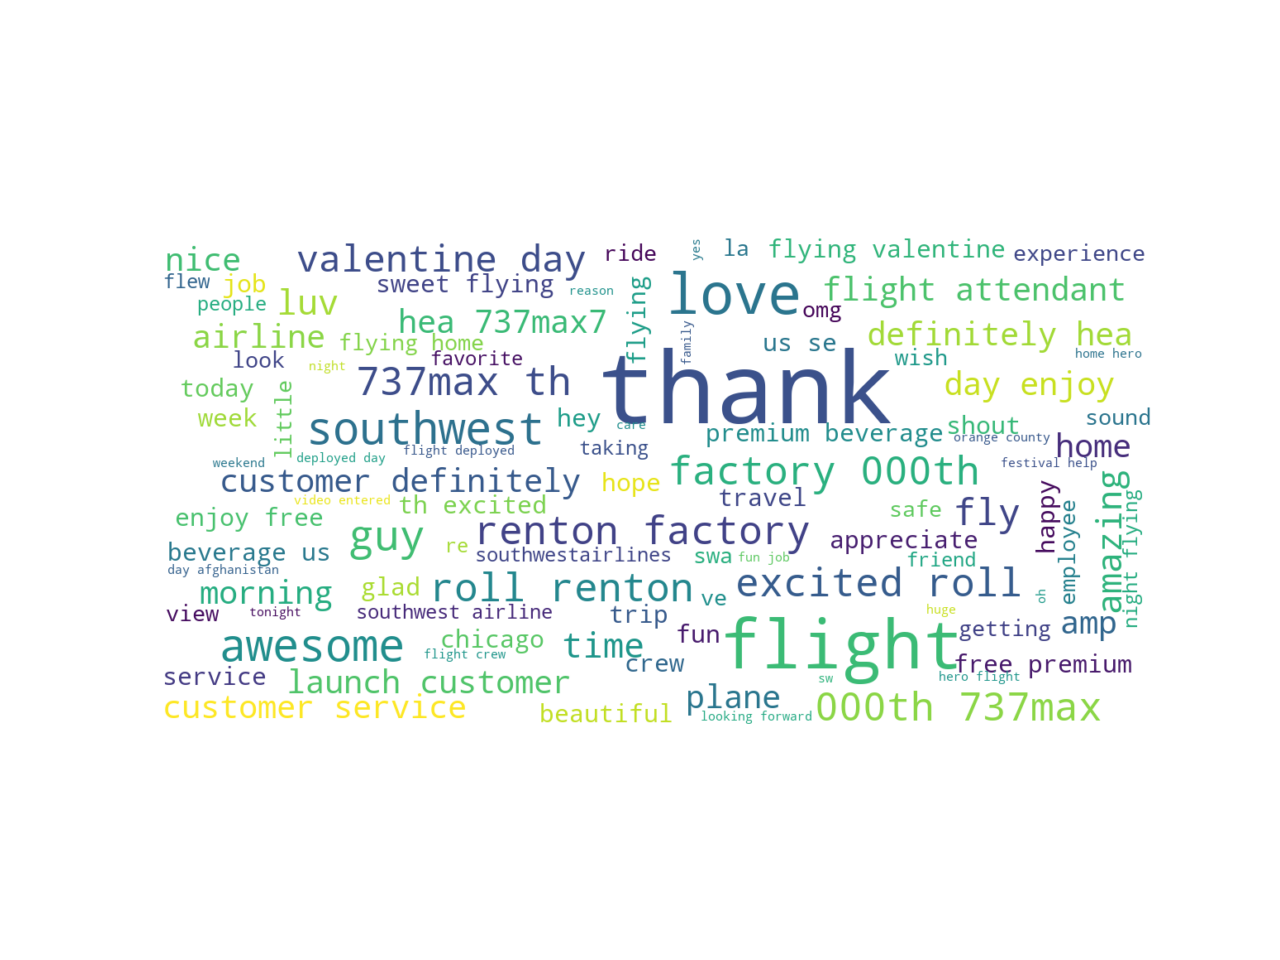 nice
valentine day
ride
yes
la
flying valentine
experience
flew
job
sweet flying
reason
love
flight attendant
people
luv
hea 737max7
flying
omg
airline
flying home
family
us se
definitely hea
look
night
favorite
wish
home hero
today
737max th
thank
day enjoy
week
little
southwest
hey
care
premium beverage
shout
sound
orange county
weekend
deployed day
flight deployed
taking
home
customer definitely
factory 000th
festival help
video entered
hope
travel
enjoy free
th excited
safe
fly
happy
employee
amazing
night flying
beverage us
guy
re
renton factory
southwestairlines
swa
fun job
appreciate
friend
day afghanistan
morning
glad
roll renton
ve
excited roll
oh
view
tonight
southwest airline
trip
huge
amp
awesome
chicago
flight crew
time
crew
fun
flight
getting
free premium
service
launch customer
sw
hero flight
customer service
beautiful
plane
looking forward
000th 737max